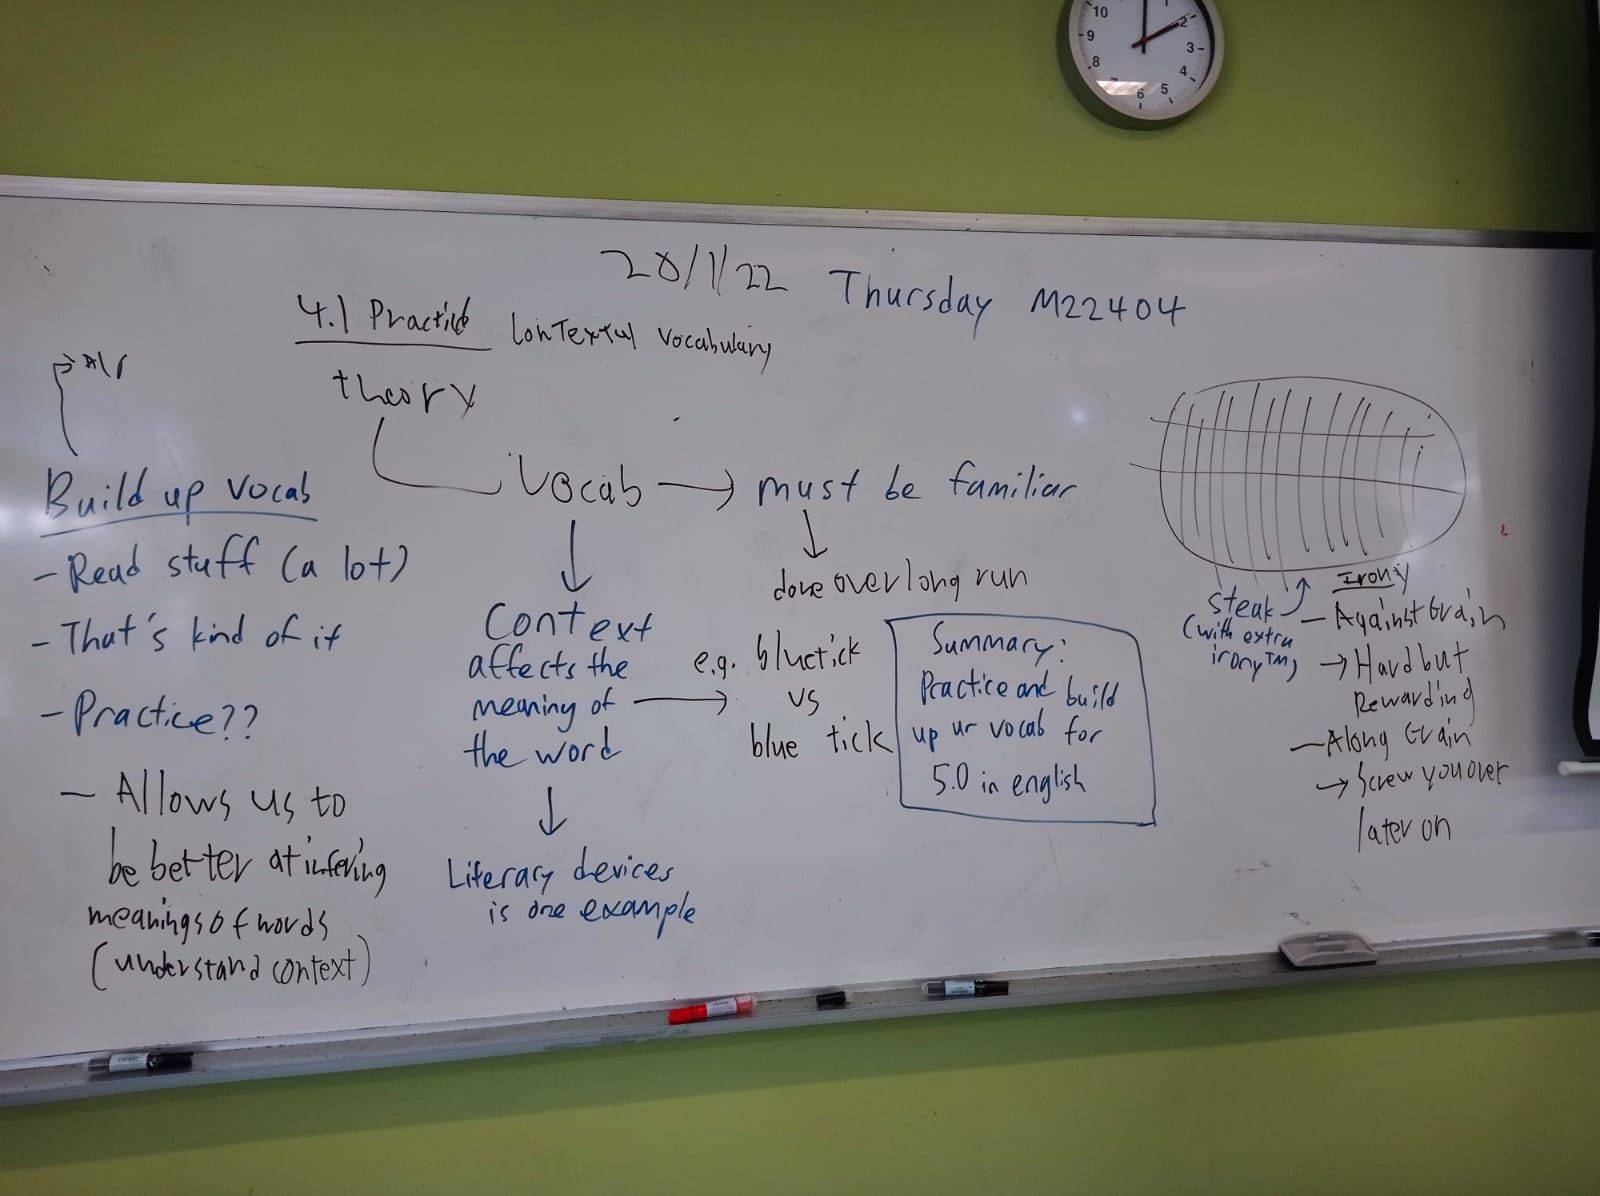 10
1
2
9
3
8
4
5
6
20/1/22 Thursday M22404
4.1 Practice Contextual Vocabulary
theory
Build up vocab
- Read stuff (a lot)
- That's kind of it
- Practice??
- Allows us to
be better at infering
meanings of words
(understand context)
Vocab → must be familiar
done over long run
Context
affects the
meaning of →
the word
Literary devices
is one example
e.g. bluetick
vs
blue tick
Summary:
Practice and build
up ur vocab for
5.0 in english
steak
(with extra
irony™)
Irony
- Against Grain
→ Hard but
Rewarding
- Along Grain
→ Screw you over
later on